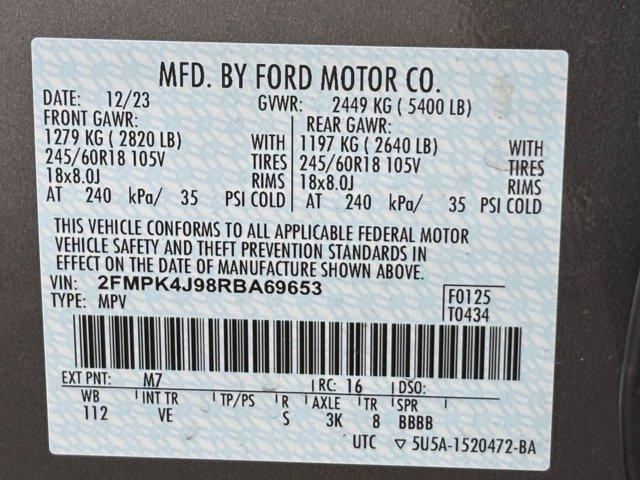 MFD. BY FORD MOTOR CO.
DATE: 12/23 GVWR: 2449 KG ( 5400 LB)
FRONT GAWR: REAR GAWR:
1279 KG ( 2820 LB) WITH 1197 KG ( 2640 LB) WITH
245/60R18 105V TIRES 245/60R18 105V TIRES
18x8.0J RIMS 18x8.0J RIMS
AT 240 kPa/ 35 PSI COLD AT 240 kPa/ 35 PSI COLD
THIS VEHICLE CONFORMS TO ALL APPLICABLE FEDERAL MOTOR
VEHICLE SAFETY AND THEFT PREVENTION STANDARDS IN
EFFECT ON THE DATE OF MANUFACTURE SHOWN ABOVE.
VIN: 2FMPK4J98RBA69653 F0125
TYPE: MPV T0434
EXT PNT: M7 RC: 16 DSO:
WB INT TR TP/PS R AXLE TR SPR
112 VE S 3K 8 BBBB
UTC ▽ 5U5A-1520472-BA